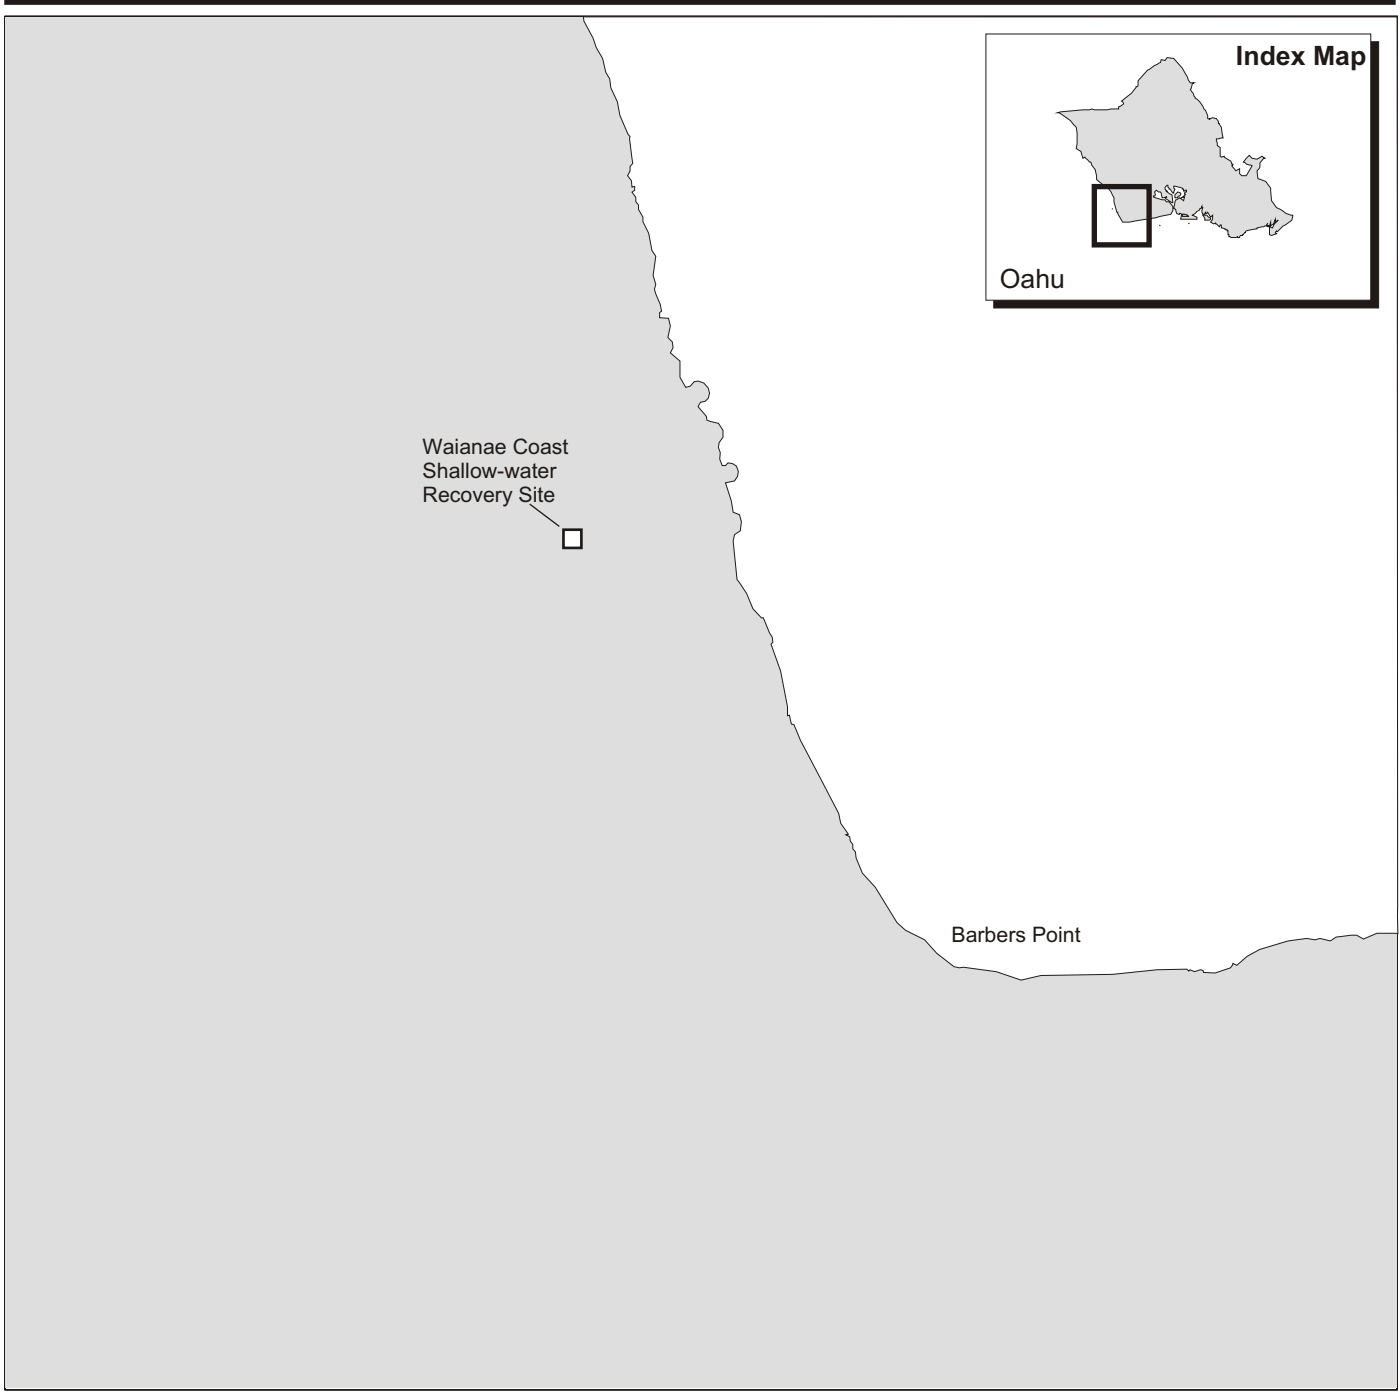 Index Map
Oahu
Waianae Coast
Shallow-water
Recovery Site
Barbers Point